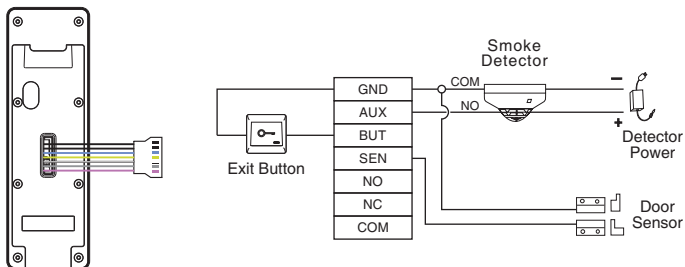 Smoke
Detector
GND
COM
−
AUX
NO
+
BUT
Detector
Power
Exit Button
SEN
NO
NC
Door
Sensor
COM